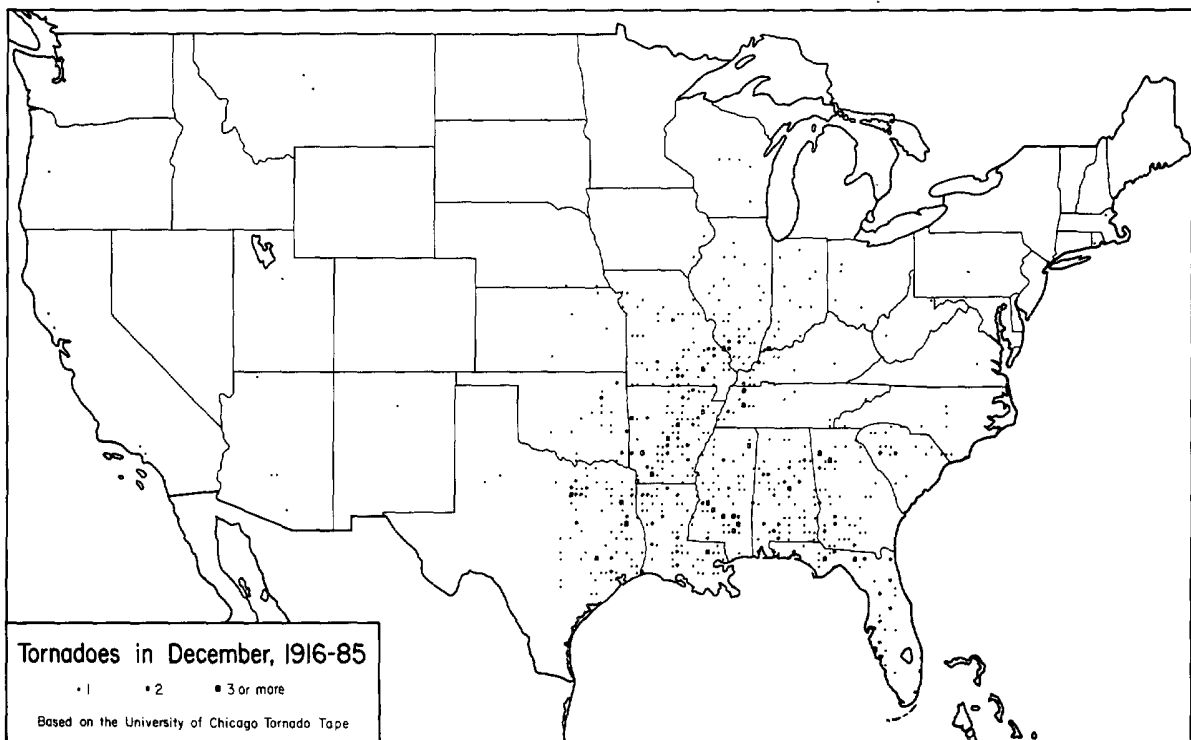 Tornadoes in December, 1916-85
1 2 3 or more
Based on the University of Chicago Tornado Tape